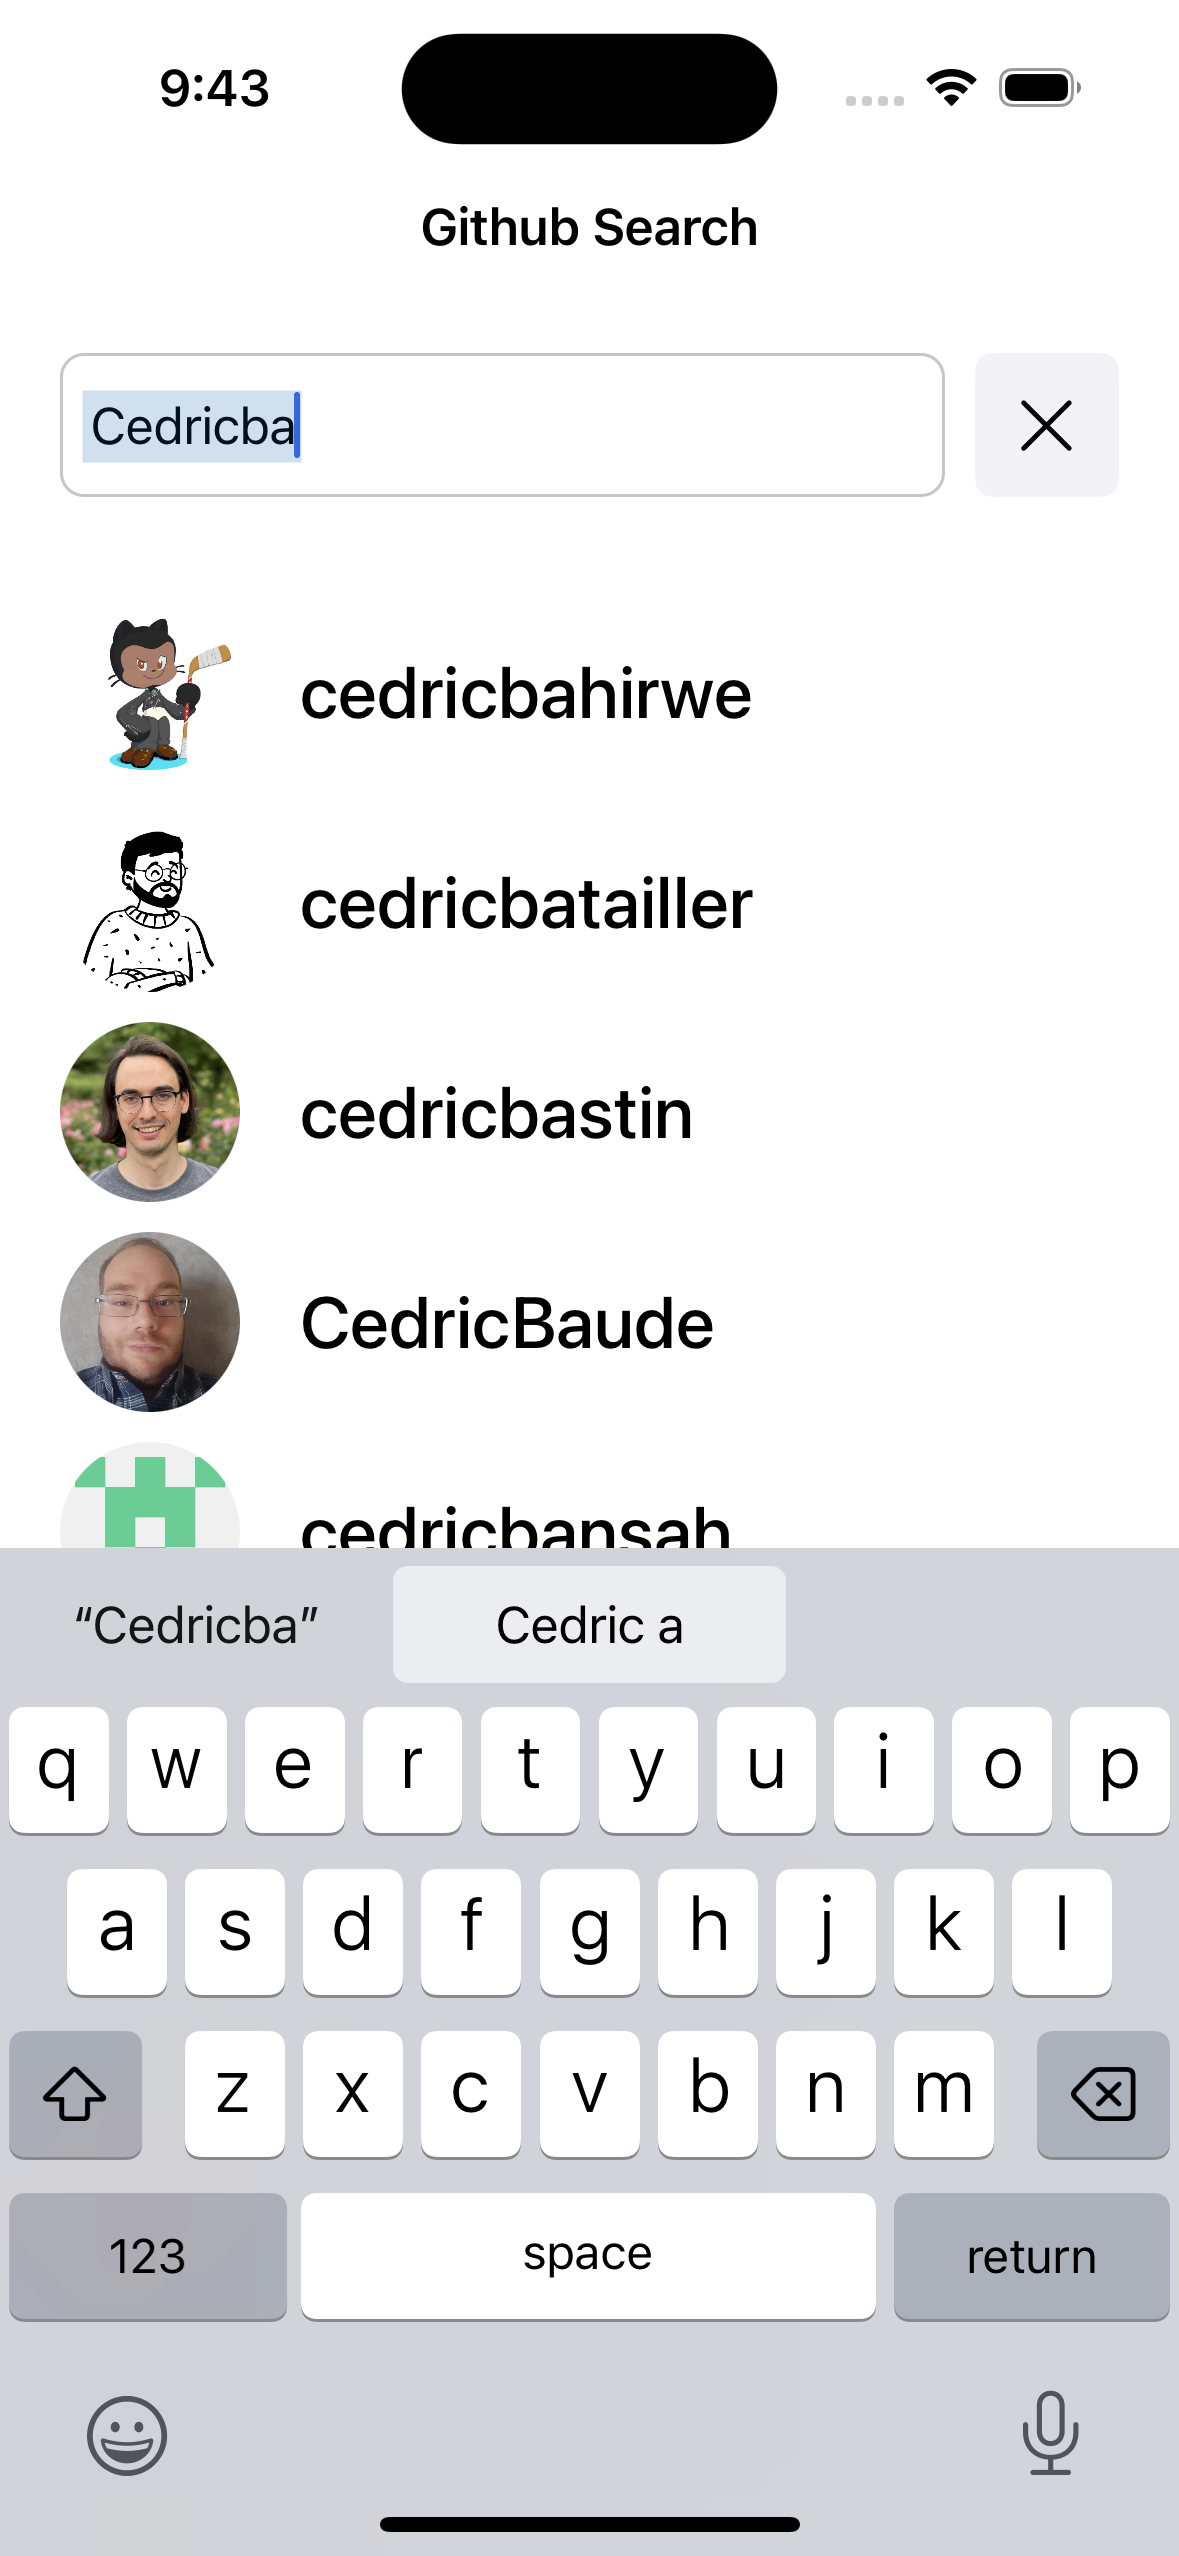 9:43
Github Search
Cedricba
cedricbahirwe
cedricbatailler
cedricbastin
CedricBaude
cedricbansah
“Cedricba”
Cedric a
q w e r t y u i o p
a s d f g h j k l
z x c v b n m
123
space
return